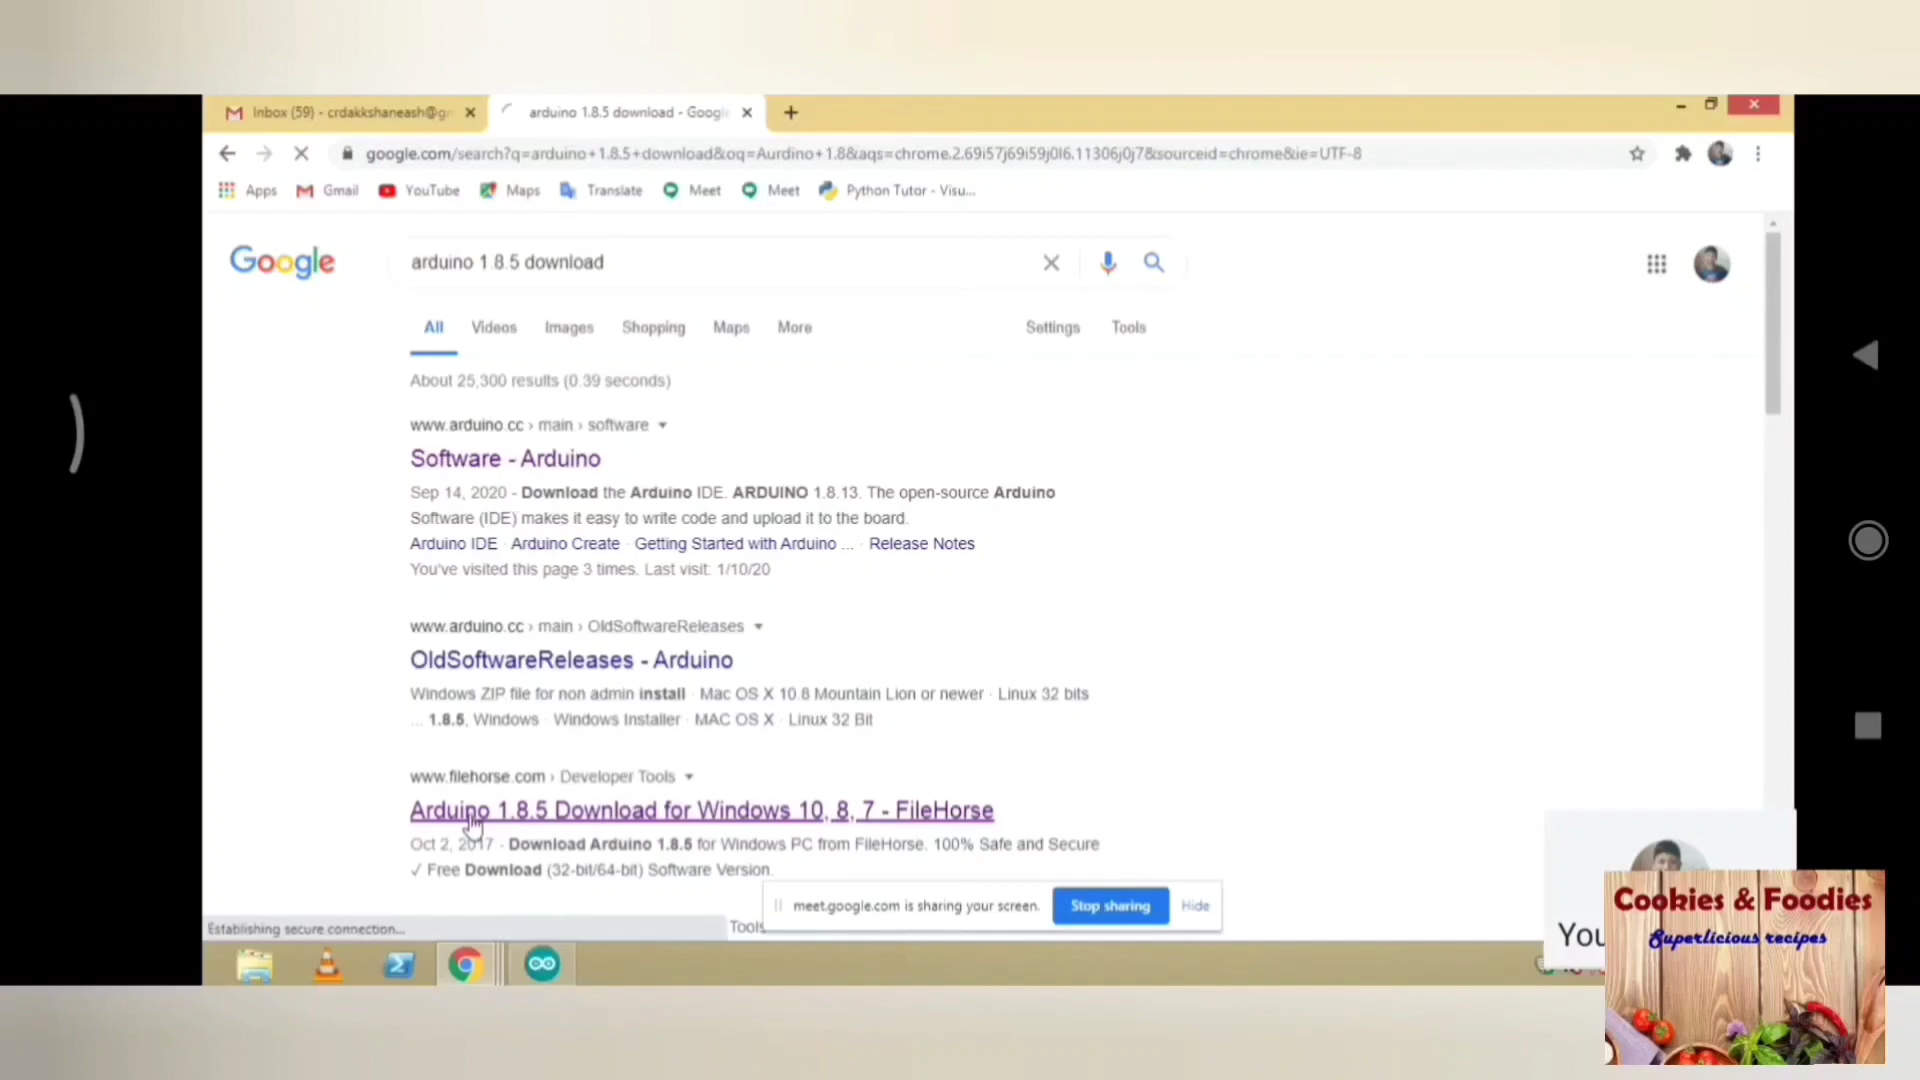 Inbox (59) - crdakkshaneash@g
arduino 1.8.5 download - Googl
google.com/search?q=arduino+1.8.5+download&oq=Aurdino+1.8&aqs=chrome.2.69i57j69i59j0l6.11306j0j7&sourceid=chrome&ie=UTF-8
Apps Gmail YouTube Maps Translate Meet Meet Python Tutor - Visu...
Google
arduino 1.8.5 download
All Videos Images Shopping Maps More Settings Tools
About 25,300 results (0.39 seconds)
www.arduino.cc › main › software
Software - Arduino
Sep 14, 2020 - Download the Arduino IDE. ARDUINO 1.8.13. The open-source Arduino
Software (IDE) makes it easy to write code and upload it to the board.
Arduino IDE · Arduino Create · Getting Started with Arduino ... · Release Notes
You've visited this page 3 times. Last visit: 1/10/20
www.arduino.cc › main › OldSoftwareReleases
OldSoftwareReleases - Arduino
Windows ZIP file for non admin install · Mac OS X 10.8 Mountain Lion or newer · Linux 32 bits
... 1.8.5, Windows · Windows Installer · MAC OS X · Linux 32 Bit
www.filehorse.com › Developer Tools
Arduino 1.8.5 Download for Windows 10, 8, 7 - FileHorse
Oct 2, 2017 - Download Arduino 1.8.5 for Windows PC from FileHorse. 100% Safe and Secure
✓ Free Download (32-bit/64-bit) Software Version.
meet.google.com is sharing your screen. Stop sharing Hide
Establishing secure connection...
Tools
You
Cookies & Foodies
Superlicious recipes